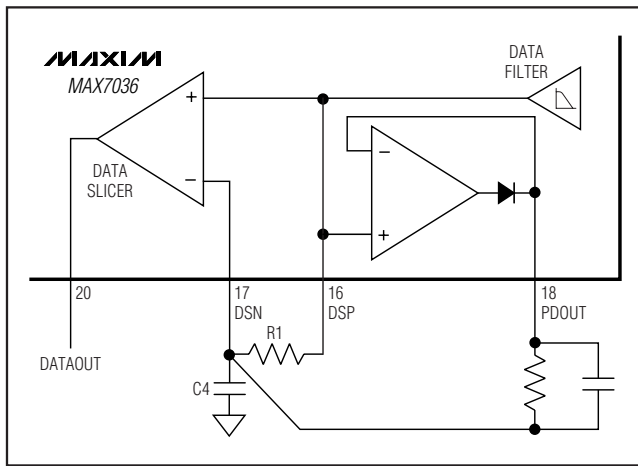 MAXIM
MAX7036
DATA
FILTER
+
−
DATA
SLICER
−
+
20
17
DSN
16
DSP
18
PDOUT
R1
DATAOUT
C4